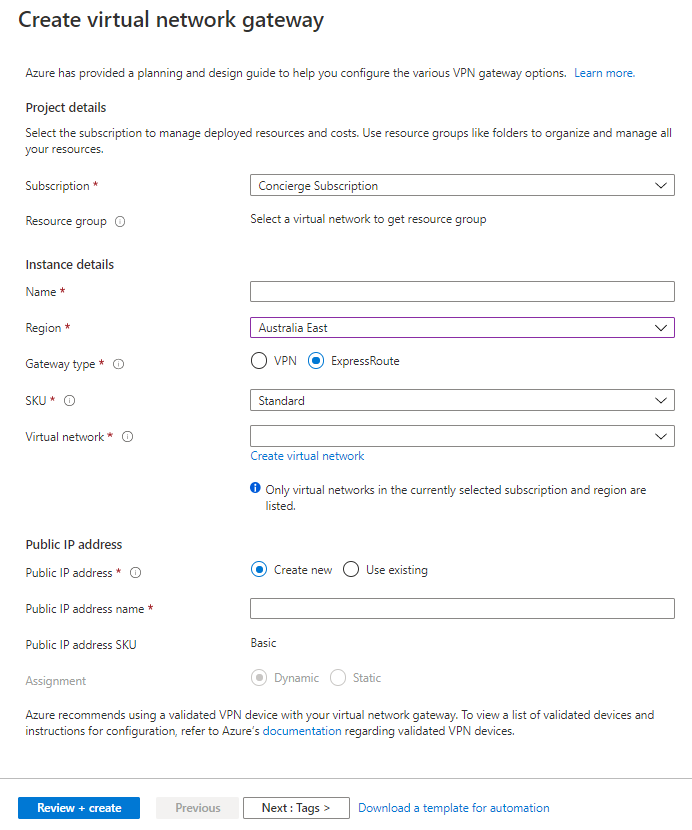 Create virtual network gateway
Azure has provided a planning and design guide to help you configure the various VPN gateway options. Learn more.
Project details
Select the subscription to manage deployed resources and costs. Use resource groups like folders to organize and manage all
your resources.
Subscription * Concierge Subscription
Resource group Select a virtual network to get resource group
Instance details
Name *
Region * Australia East
Gateway type * VPN ExpressRoute
SKU * Standard
Virtual network *
Create virtual network
Only virtual networks in the currently selected subscription and region are
listed.
Public IP address
Public IP address * Create new Use existing
Public IP address name *
Public IP address SKU Basic
Assignment Dynamic Static
Azure recommends using a validated VPN device with your virtual network gateway. To view a list of validated devices and
instructions for configuration, refer to Azure's documentation regarding validated VPN devices.
Review + create Previous Next : Tags > Download a template for automation